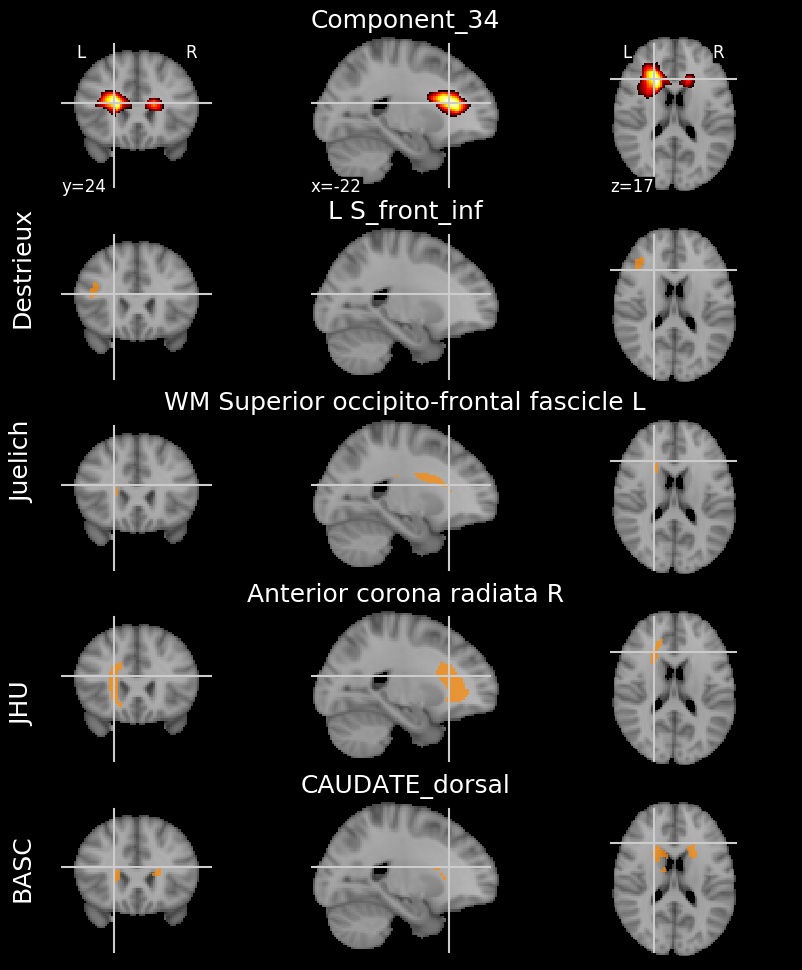 Component_34
L R
L R
y=24
x=-22
z=17
Destrieux
L S_front_inf
Juelich
WM Superior occipito-frontal fascicle L
JHU
Anterior corona radiata R
BASC
CAUDATE_dorsal